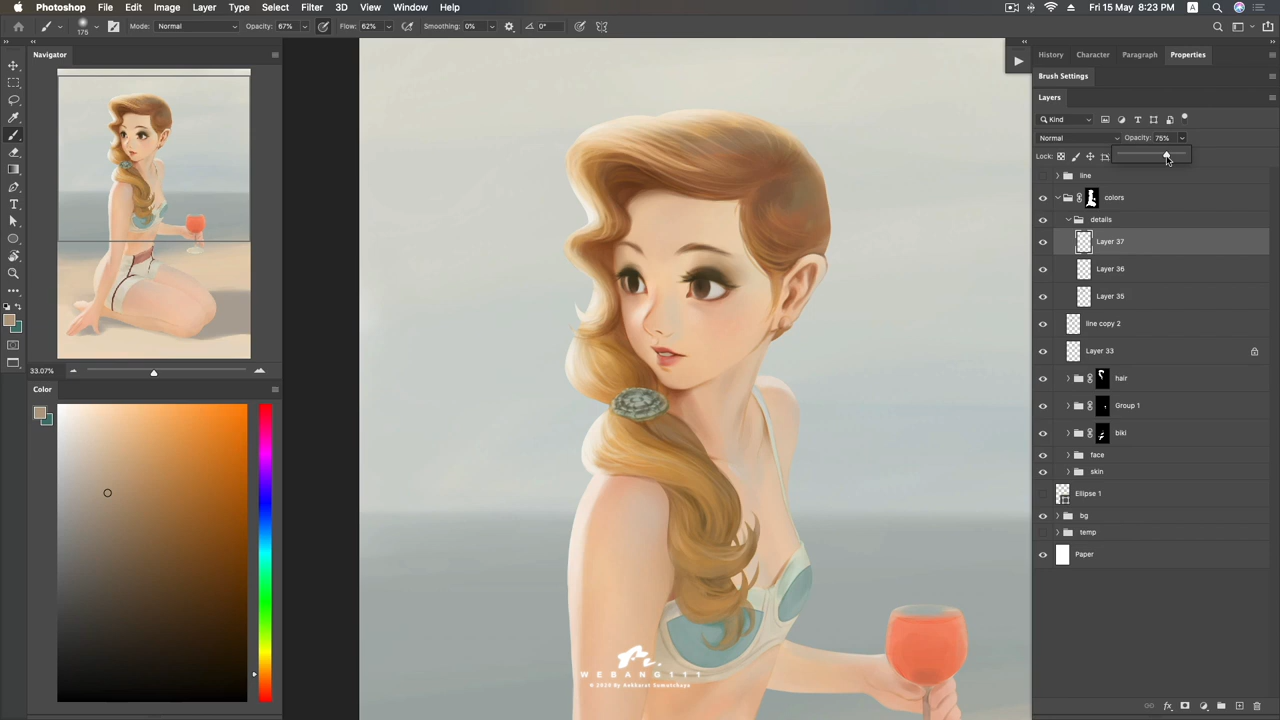 Photoshop File Edit Image Layer Type Select Filter 3D View Window Help Fri 15 May 8:23 PM A
175 Mode: Normal Opacity: 67% Flow: 62% Smoothing: 0% 0°
Navigator
33.07%
Color
History Character Paragraph Properties
Brush Settings
Layers
Kind
Normal Opacity: 75%
Lock:
line
colors
details
Layer 37
Layer 36
Layer 35
line copy 2
Layer 33
hair
Group 1
biki
face
skin
Ellipse 1
bg
temp
Paper
WEBANG111